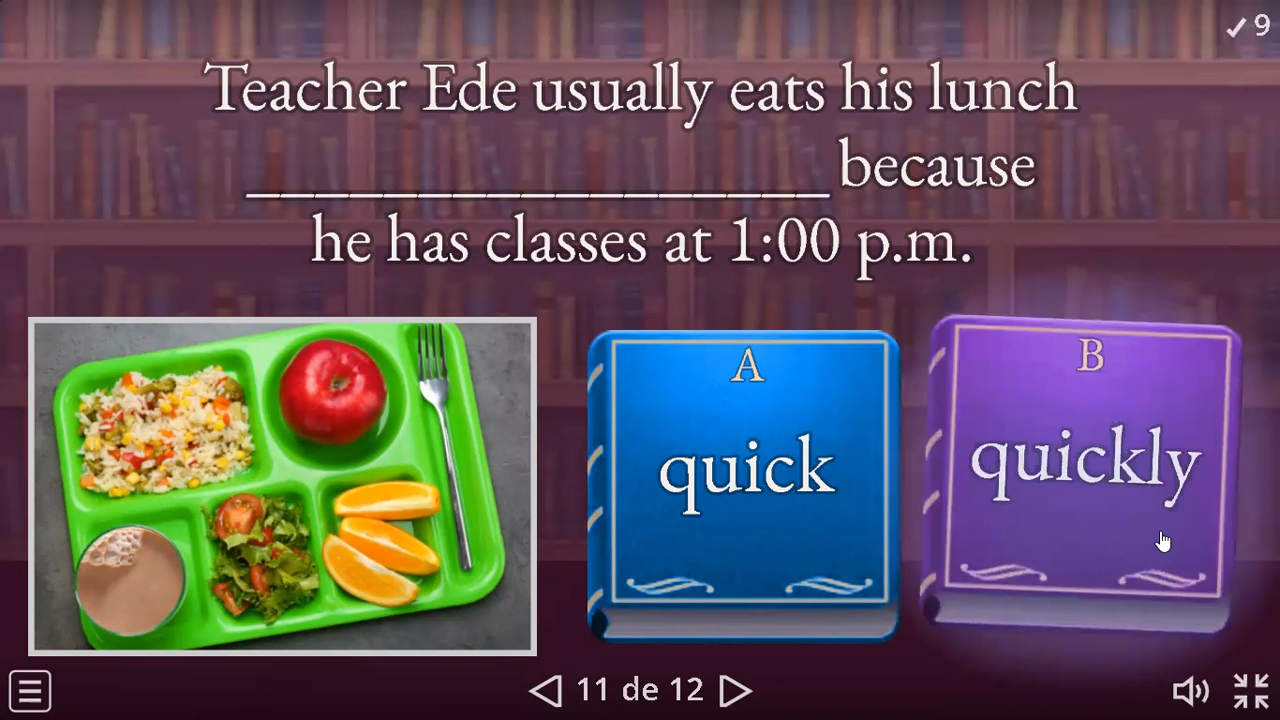 9
Teacher Ede usually eats his lunch
_________________ because
he has classes at 1:00 p.m.
A
quick
B
quickly
11 de 12